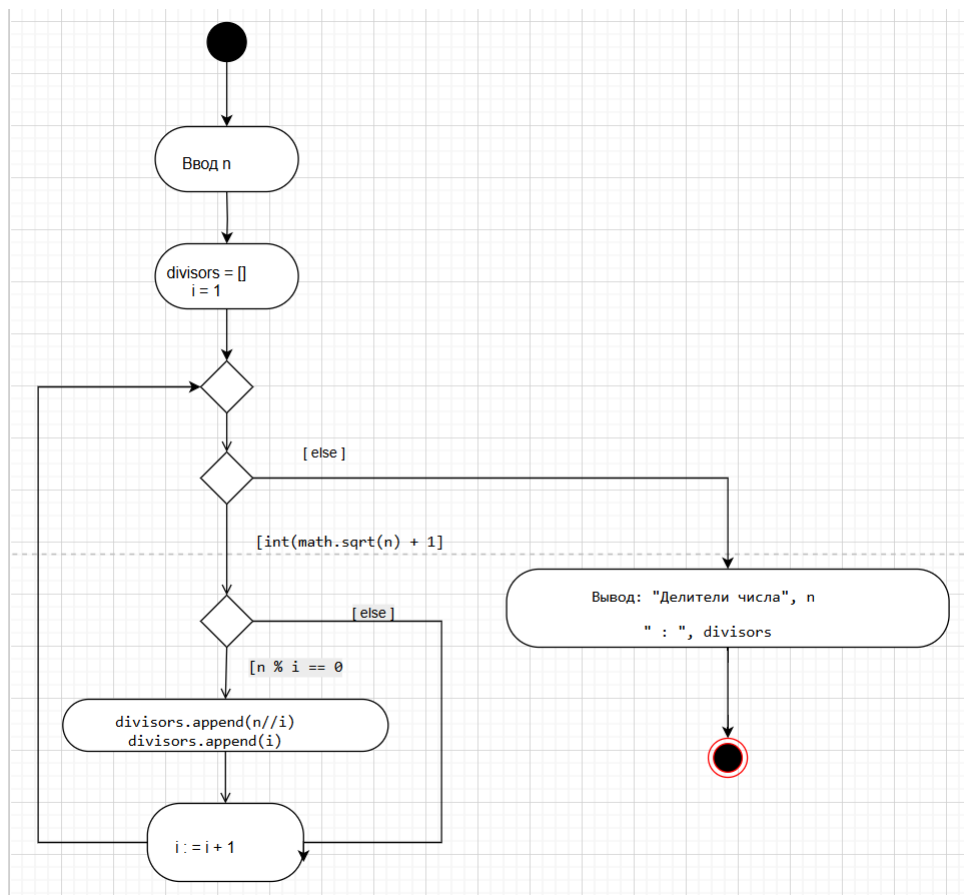 Ввод n
divisors = []
i = 1
[ else ]
[int(math.sqrt(n) + 1]
[ else ]
[n % i == 0
divisors.append(n//i)
divisors.append(i)
i : = i + 1
Вывод: "Делители числа", n
" : ", divisors